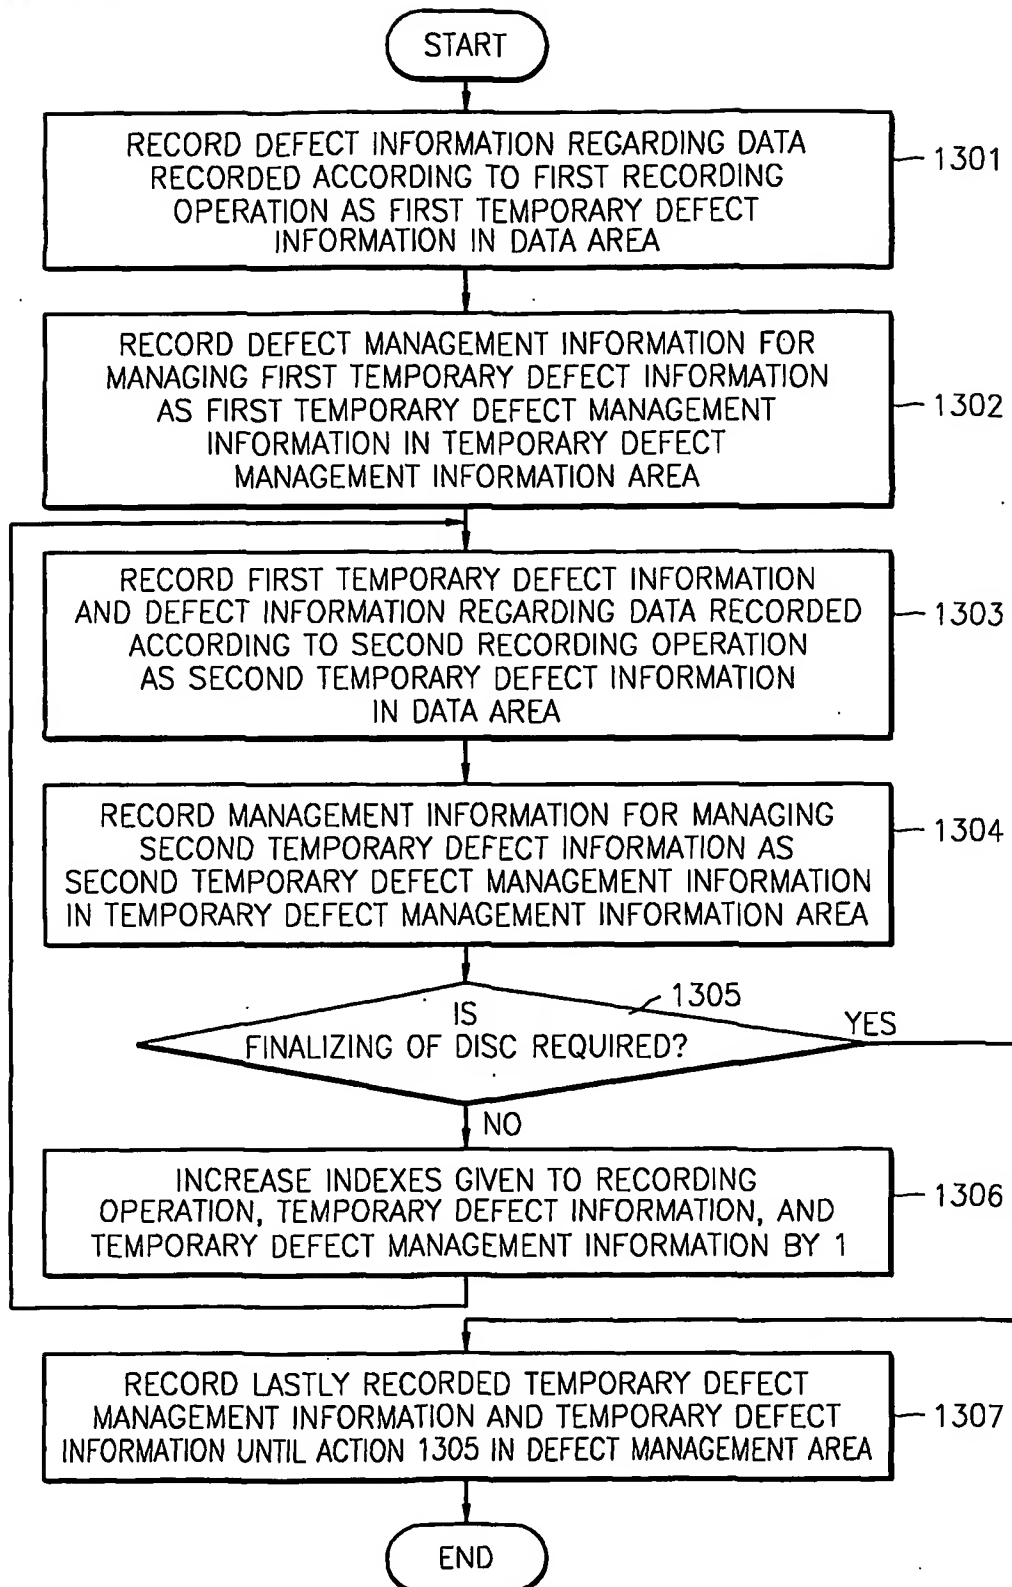 START
RECORD DEFECT INFORMATION REGARDING DATA
RECORDED ACCORDING TO FIRST RECORDING
OPERATION AS FIRST TEMPORARY DEFECT
INFORMATION IN DATA AREA
1301
RECORD DEFECT MANAGEMENT INFORMATION FOR
MANAGING FIRST TEMPORARY DEFECT INFORMATION
AS FIRST TEMPORARY DEFECT MANAGEMENT
INFORMATION IN TEMPORARY DEFECT
MANAGEMENT INFORMATION AREA
1302
RECORD FIRST TEMPORARY DEFECT INFORMATION
AND DEFECT INFORMATION REGARDING DATA RECORDED
ACCORDING TO SECOND RECORDING OPERATION
AS SECOND TEMPORARY DEFECT INFORMATION
IN DATA AREA
1303
RECORD MANAGEMENT INFORMATION FOR MANAGING
SECOND TEMPORARY DEFECT INFORMATION AS
SECOND TEMPORARY DEFECT MANAGEMENT INFORMATION
IN TEMPORARY DEFECT MANAGEMENT INFORMATION AREA
1304
IS
FINALIZING OF DISC REQUIRED?
1305
YES
NO
INCREASE INDEXES GIVEN TO RECORDING
OPERATION, TEMPORARY DEFECT INFORMATION, AND
TEMPORARY DEFECT MANAGEMENT INFORMATION BY 1
1306
RECORD LASTLY RECORDED TEMPORARY DEFECT
MANAGEMENT INFORMATION AND TEMPORARY DEFECT
INFORMATION UNTIL ACTION 1305 IN DEFECT MANAGEMENT AREA
1307
END